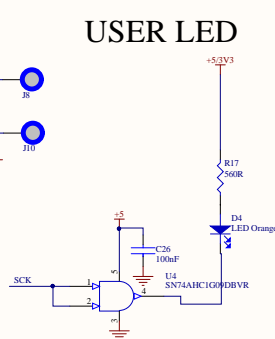 USER LED
+5/3V3
J8
J10
R17
560R
D4
LED Orange
+5
C26
100nF
U4
SN74AHC1G09DBVR
SCK
1
2
3
4
5